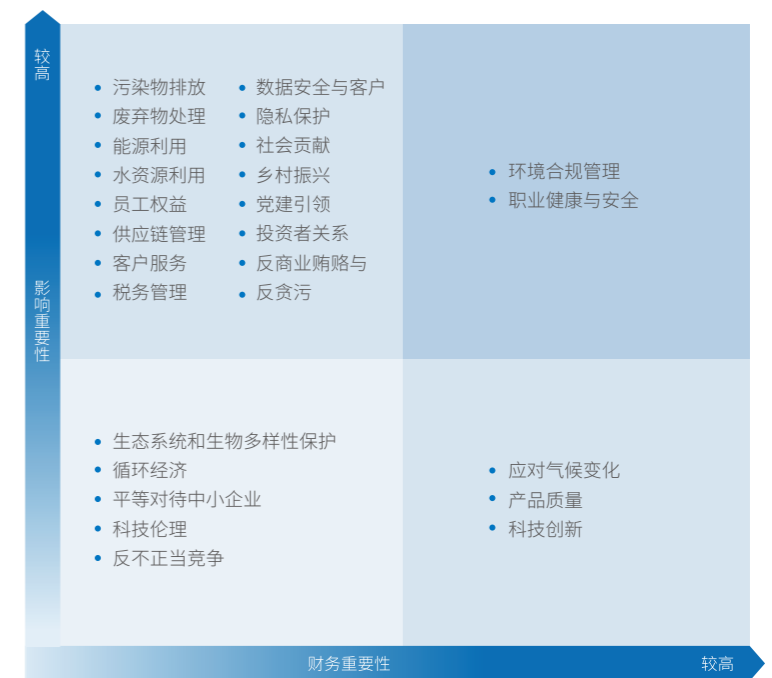 较高
影响重要性
• 污染物排放
• 废弃物处理
• 能源利用
• 水资源利用
• 员工权益
• 供应链管理
• 客户服务
• 税务管理
• 数据安全与客户
• 隐私保护
• 社会贡献
• 乡村振兴
• 党建引领
• 投资者关系
• 反商业贿赂与
• 反贪污
• 环境合规管理
• 职业健康与安全
• 生态系统和生物多样性保护
• 循环经济
• 平等对待中小企业
• 科技伦理
• 反不正当竞争
• 应对气候变化
• 产品质量
• 科技创新
财务重要性
较高